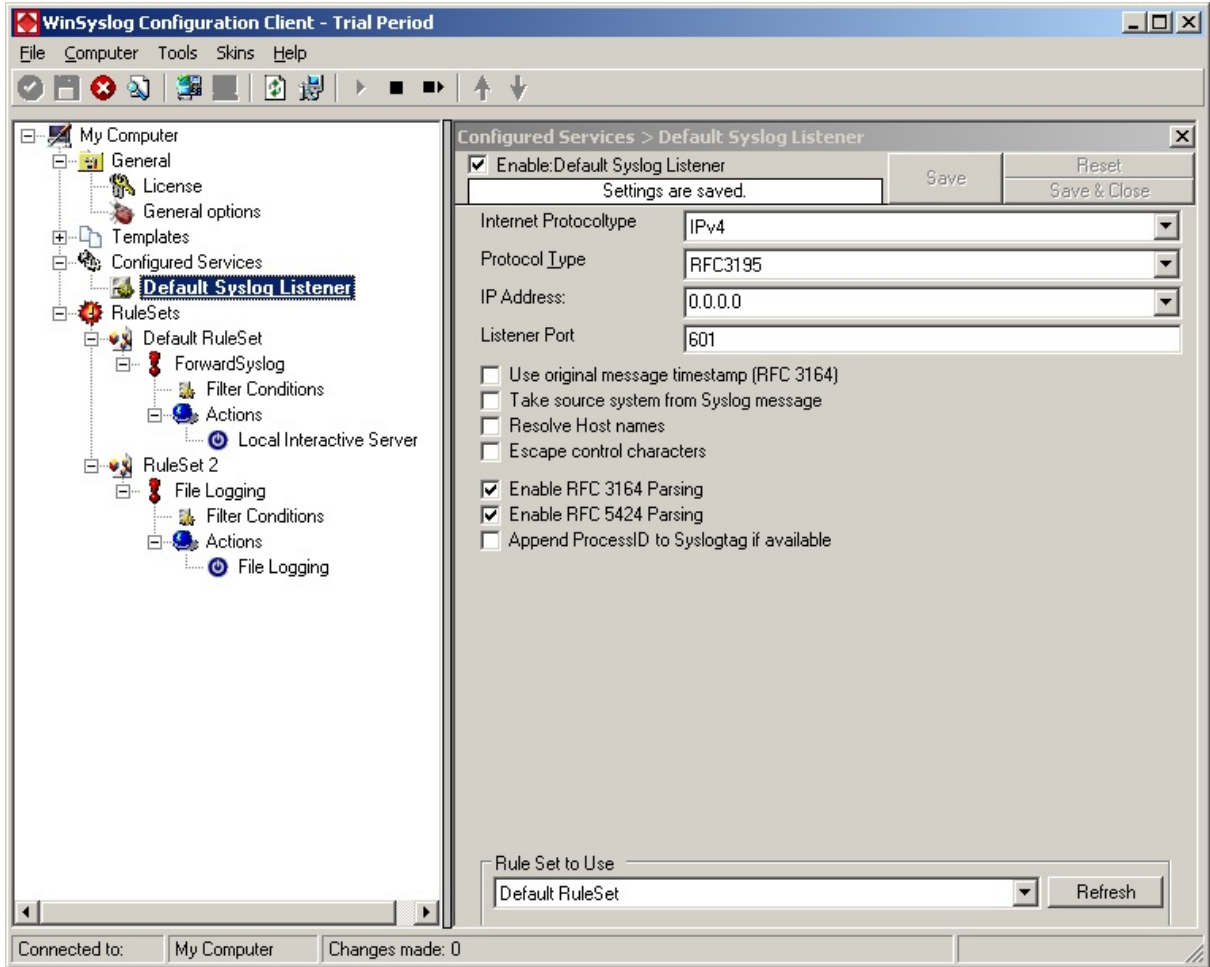 WinSyslog Configuration Client - Trial Period
File Computer Tools Skins Help
My Computer
General
License
General options
Templates
Configured Services
Default Syslog Listener
RuleSets
Default RuleSet
ForwardSyslog
Filter Conditions
Actions
Local Interactive Server
RuleSet 2
File Logging
Filter Conditions
Actions
File Logging
Configured Services > Default Syslog Listener
Enable:Default Syslog Listener
Settings are saved.
Save
Reset
Save & Close
Internet Protocoltype IPv4
Protocol Type RFC3195
IP Address: 0.0.0.0
Listener Port 601
Use original message timestamp (RFC 3164)
Take source system from Syslog message
Resolve Host names
Escape control characters
Enable RFC 3164 Parsing
Enable RFC 5424 Parsing
Append ProcessID to Syslogtag if available
Rule Set to Use
Default RuleSet Refresh
Connected to: My Computer Changes made: 0